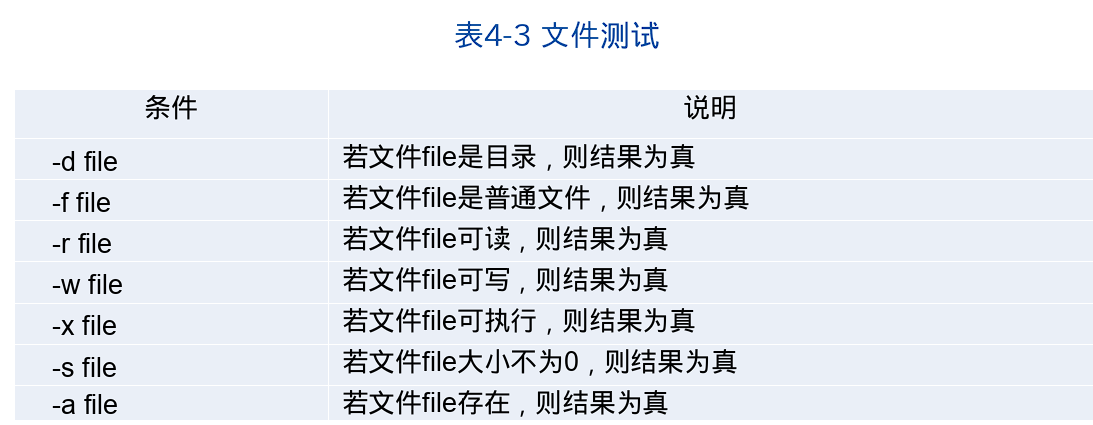 表4-3 文件测试
条件 说明
-d file 若文件file是目录，则结果为真
-f file 若文件file是普通文件，则结果为真
-r file 若文件file可读，则结果为真
-w file 若文件file可写，则结果为真
-x file 若文件file可执行，则结果为真
-s file 若文件file大小不为0，则结果为真
-a file 若文件file存在，则结果为真